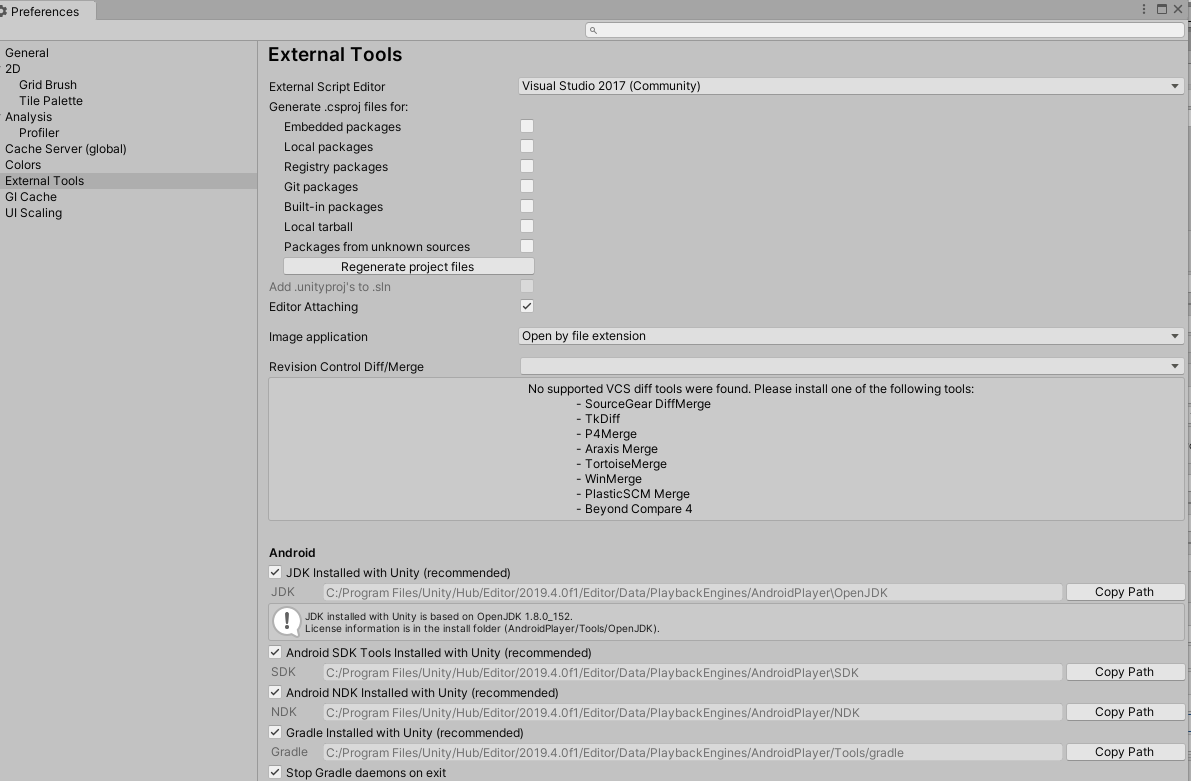 Preferences
General
2D
Grid Brush
Tile Palette
Analysis
Profiler
Cache Server (global)
Colors
External Tools
GI Cache
UI Scaling
External Tools
External Script Editor
Visual Studio 2017 (Community)
Generate .csproj files for:
Embedded packages
Local packages
Registry packages
Git packages
Built-in packages
Local tarball
Packages from unknown sources
Regenerate project files
Add .unityproj's to .sln
Editor Attaching
Image application
Open by file extension
Revision Control Diff/Merge
No supported VCS diff tools were found. Please install one of the following tools:
- SourceGear DiffMerge
- TkDiff
- P4Merge
- Araxis Merge
- TortoiseMerge
- WinMerge
- PlasticSCM Merge
- Beyond Compare 4
Android
JDK Installed with Unity (recommended)
JDK C:/Program Files/Unity/Hub/Editor/2019.4.0f1/Editor/Data/PlaybackEngines/AndroidPlayer\OpenJDK Copy Path
JDK installed with Unity is based on OpenJDK 1.8.0_152.
License information is in the install folder (AndroidPlayer/Tools/OpenJDK).
Android SDK Tools Installed with Unity (recommended)
SDK C:/Program Files/Unity/Hub/Editor/2019.4.0f1/Editor/Data/PlaybackEngines/AndroidPlayer\SDK Copy Path
Android NDK Installed with Unity (recommended)
NDK C:/Program Files/Unity/Hub/Editor/2019.4.0f1/Editor/Data/PlaybackEngines/AndroidPlayer/NDK Copy Path
Gradle Installed with Unity (recommended)
Gradle C:/Program Files/Unity/Hub/Editor/2019.4.0f1/Editor/Data/PlaybackEngines/AndroidPlayer/Tools/gradle Copy Path
Stop Gradle daemons on exit